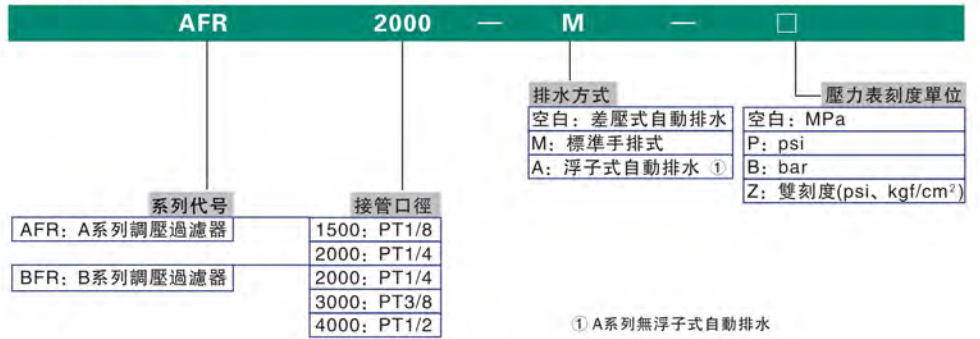 AFR 2000 — M — □
排水方式
空白：差壓式自動排水
M：標準手排式
A：浮子式自動排水 ①
壓力表刻度單位
空白：MPa
P：psi
B：bar
Z：雙刻度(psi、kgf/cm²)
系列代号
AFR：A系列調壓過濾器
BFR：B系列調壓過濾器
接管口徑
1500：PT1/8
2000：PT1/4
2000：PT1/4
3000：PT3/8
4000：PT1/2
① A系列無浮子式自動排水